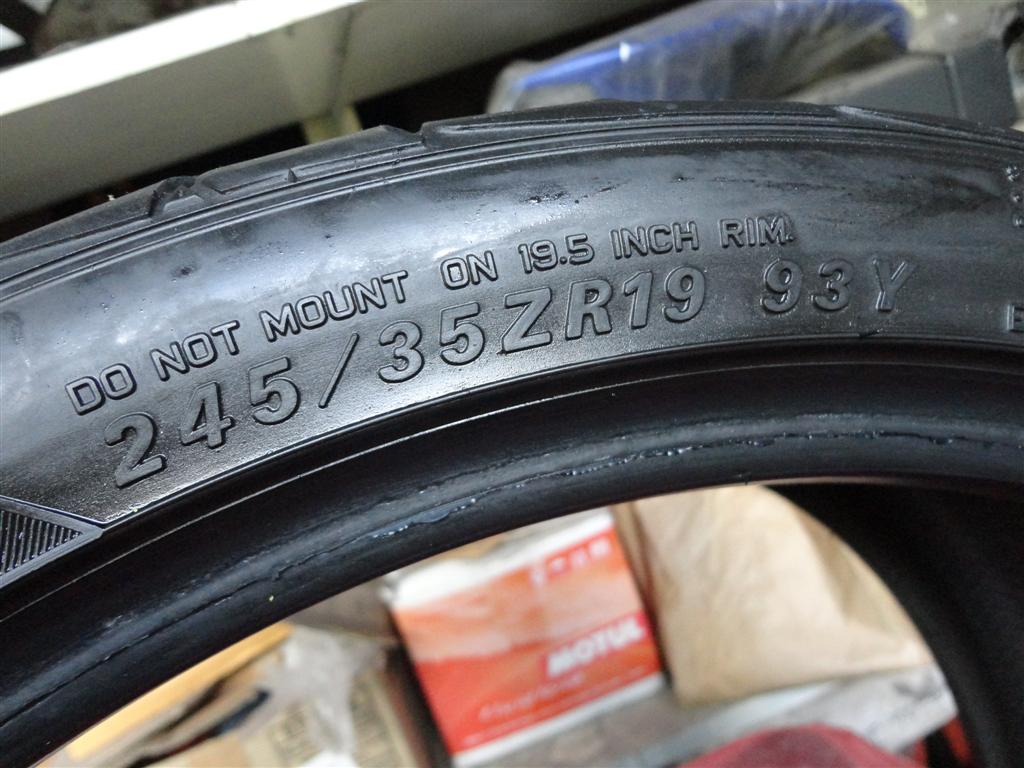 DO NOT MOUNT ON 19.5 INCH RIM.
245/35ZR19 93Y
MOTUL